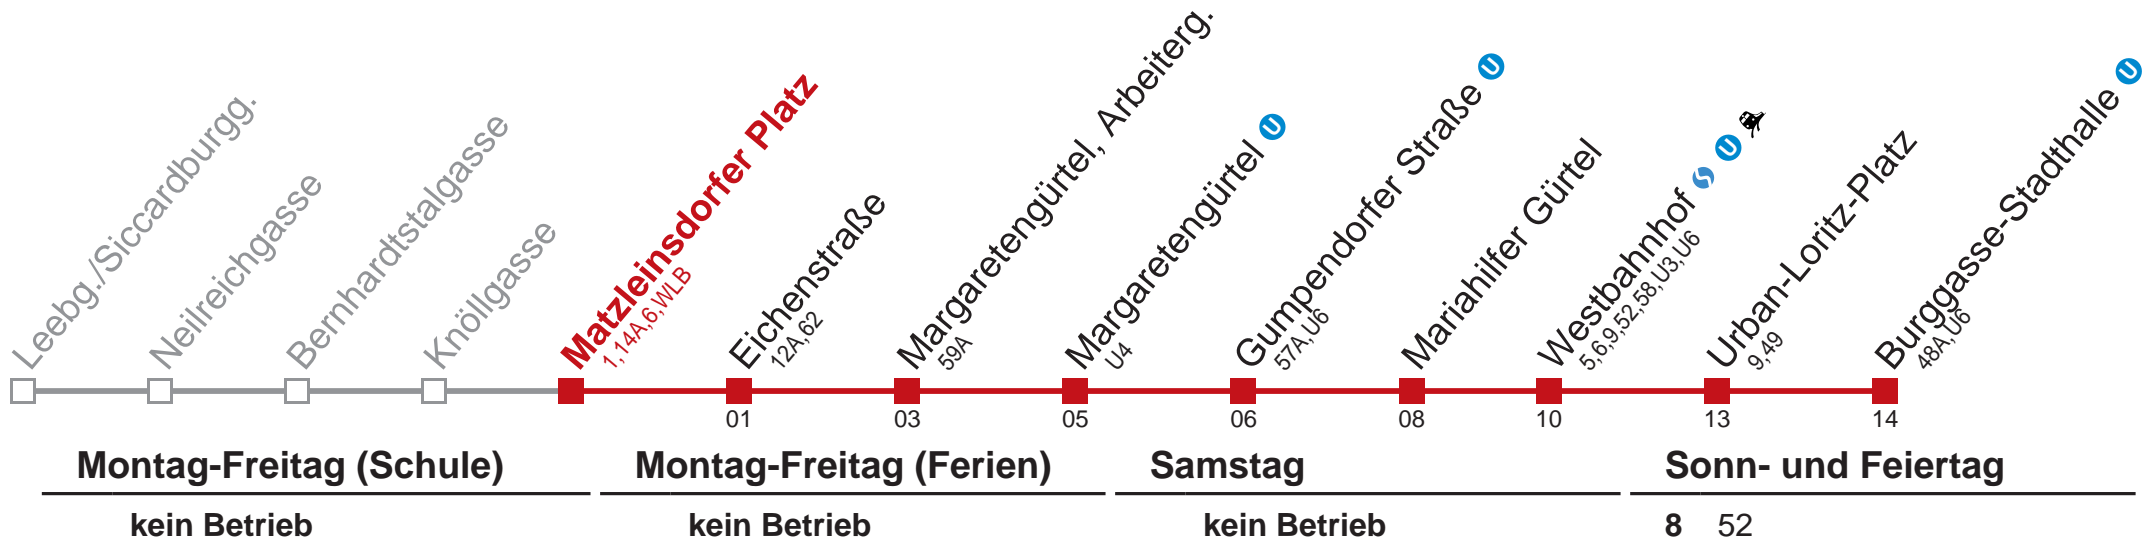 Leebg./Siccardburgg.
Neilreichgasse
Bernhardtstalgasse
Knöllgasse
Matzleinsdorfer Platz
1,14A,6,WLB
Eichenstraße
12A,62
Margaretengürtel, Arbeiterg.
59A
Margaretengürtel U
U4
Gumpendorfer Straße U
57A,U6
Mariahilfer Gürtel
Westbahnhof S U
5,6,9,52,58,U3,U6
Urban-Loritz-Platz
9,49
Burggasse-Stadthalle U
48A,U6
01 03 05 06 08 10 13 14
Montag-Freitag (Schule) Montag-Freitag (Ferien) Samstag Sonn- und Feiertag
kein Betrieb kein Betrieb kein Betrieb 8 52